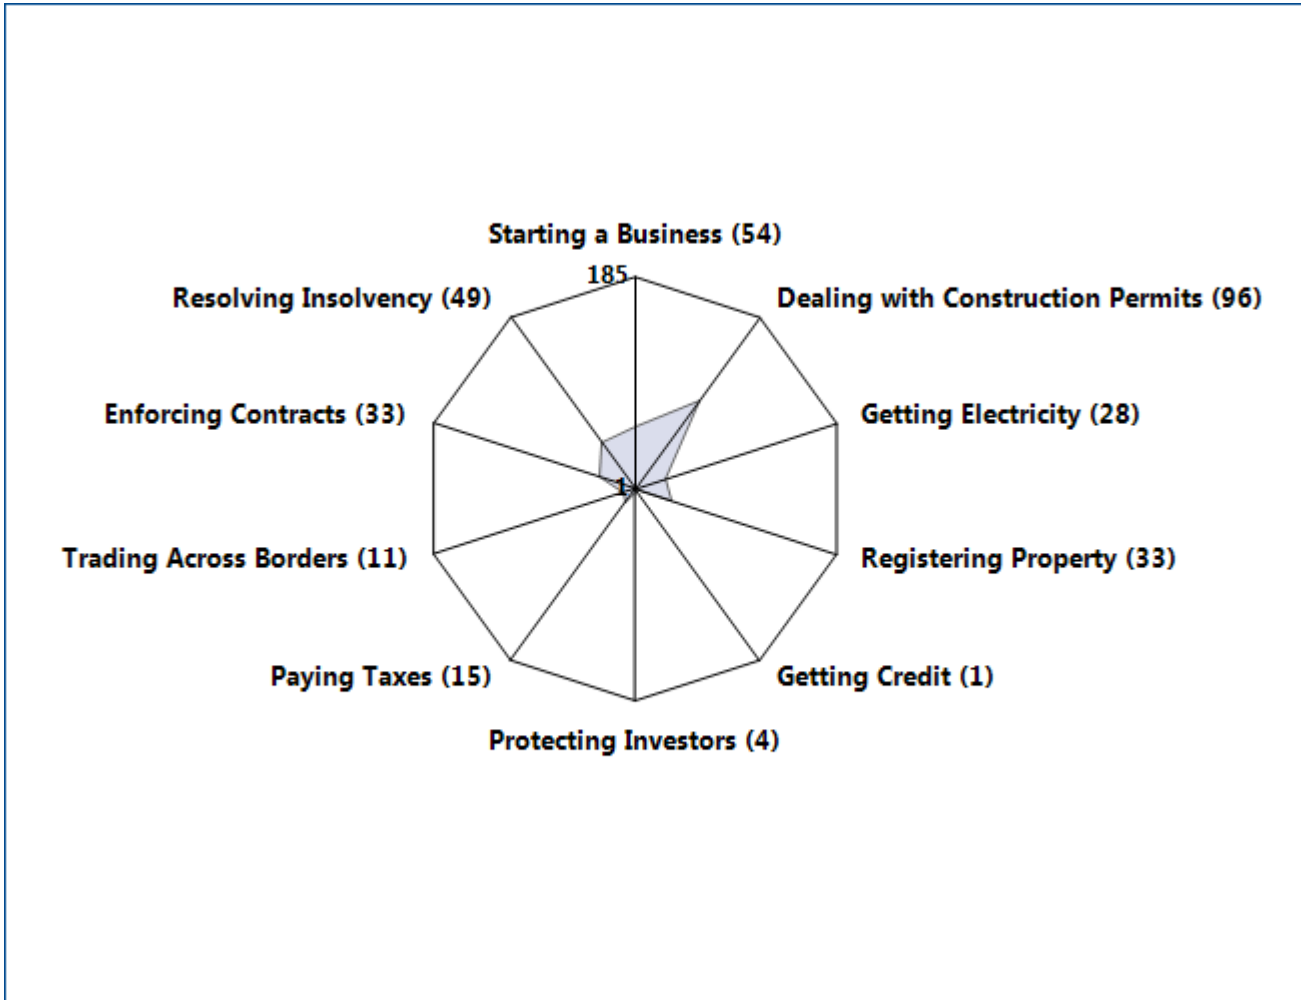 Starting a Business (54)
185
Resolving Insolvency (49)
Dealing with Construction Permits (96)
Enforcing Contracts (33)
Getting Electricity (28)
1
Trading Across Borders (11)
Registering Property (33)
Paying Taxes (15)
Getting Credit (1)
Protecting Investors (4)